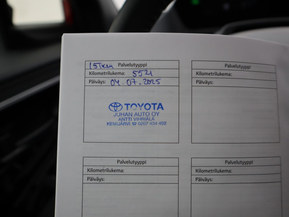 15tkm Palvelutyyppi
Kilometrilukema: 5521
Päiväys: 04.07.2025
TOYOTA
JUHAN AUTO OY
Palvelutyyppi
Kilometrilukema:
Päiväys:
Palvelutyyppi
Kilometrilukema:
Päiväys:
Palvelutyyppi
Kilometrilukema:
Päiväys: